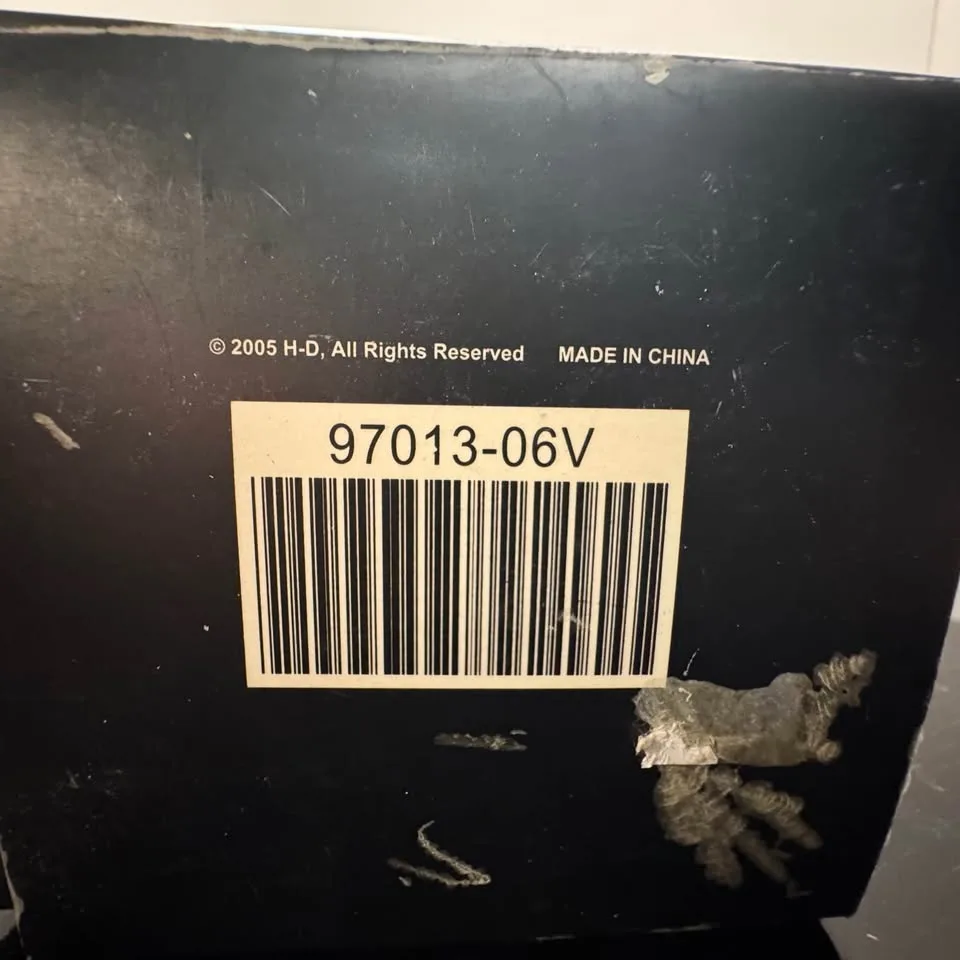 © 2005 H-D, All Rights Reserved MADE IN CHINA
97013-06V